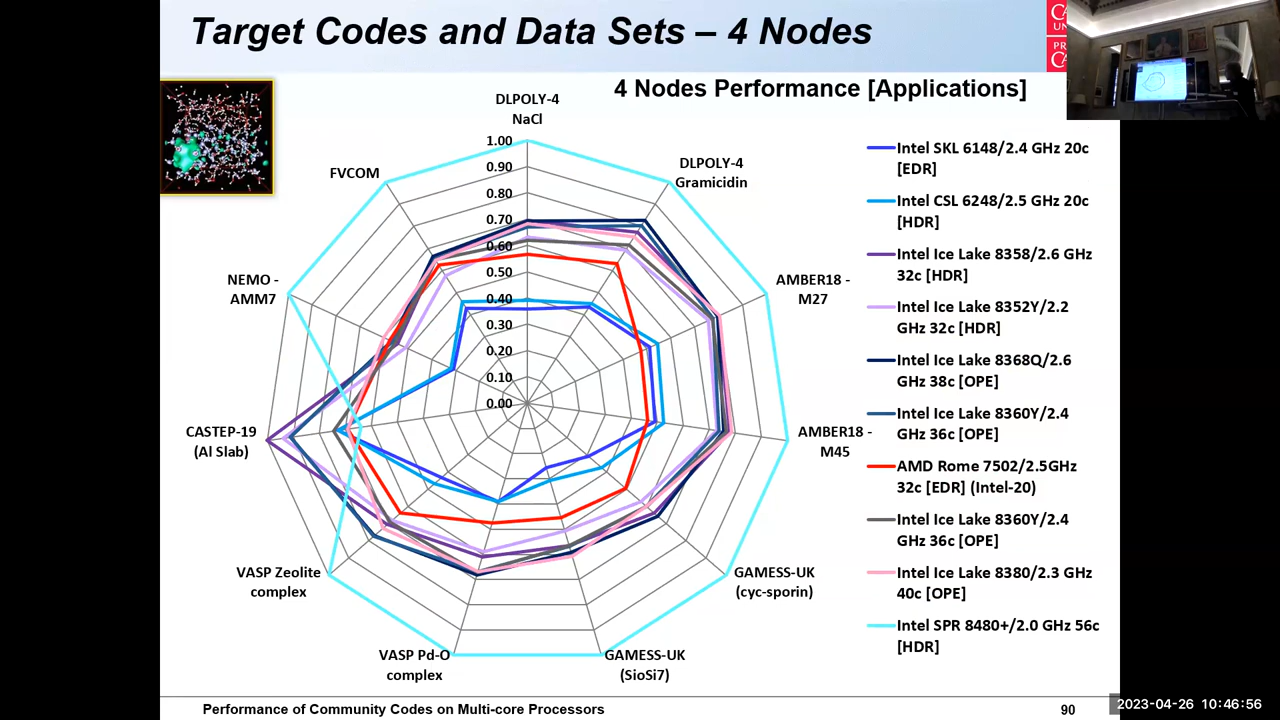 Target Codes and Data Sets – 4 Nodes
CA
UN
PR
CA
4 Nodes Performance [Applications]
DLPOLY-4
NaCl
DLPOLY-4
Gramicidin
AMBER18 -
M27
AMBER18 -
M45
GAMESS-UK
(cyc-sporin)
GAMESS-UK
(SioSi7)
VASP Pd-O
complex
VASP Zeolite
complex
CASTEP-19
(Al Slab)
NEMO -
AMM7
FVCOM
1.00
0.90
0.80
0.70
0.60
0.50
0.40
0.30
0.20
0.10
0.00
Intel SKL 6148/2.4 GHz 20c
[EDR]
Intel CSL 6248/2.5 GHz 20c
[HDR]
Intel Ice Lake 8358/2.6 GHz
32c [HDR]
Intel Ice Lake 8352Y/2.2
GHz 32c [HDR]
Intel Ice Lake 8368Q/2.6
GHz 38c [OPE]
Intel Ice Lake 8360Y/2.4
GHz 36c [OPE]
AMD Rome 7502/2.5GHz
32c [EDR] (Intel-20)
Intel Ice Lake 8360Y/2.4
GHz 36c [OPE]
Intel Ice Lake 8380/2.3 GHz
40c [OPE]
Intel SPR 8480+/2.0 GHz 56c
[HDR]
Performance of Community Codes on Multi-core Processors
90
2023-04-26 10:46:56